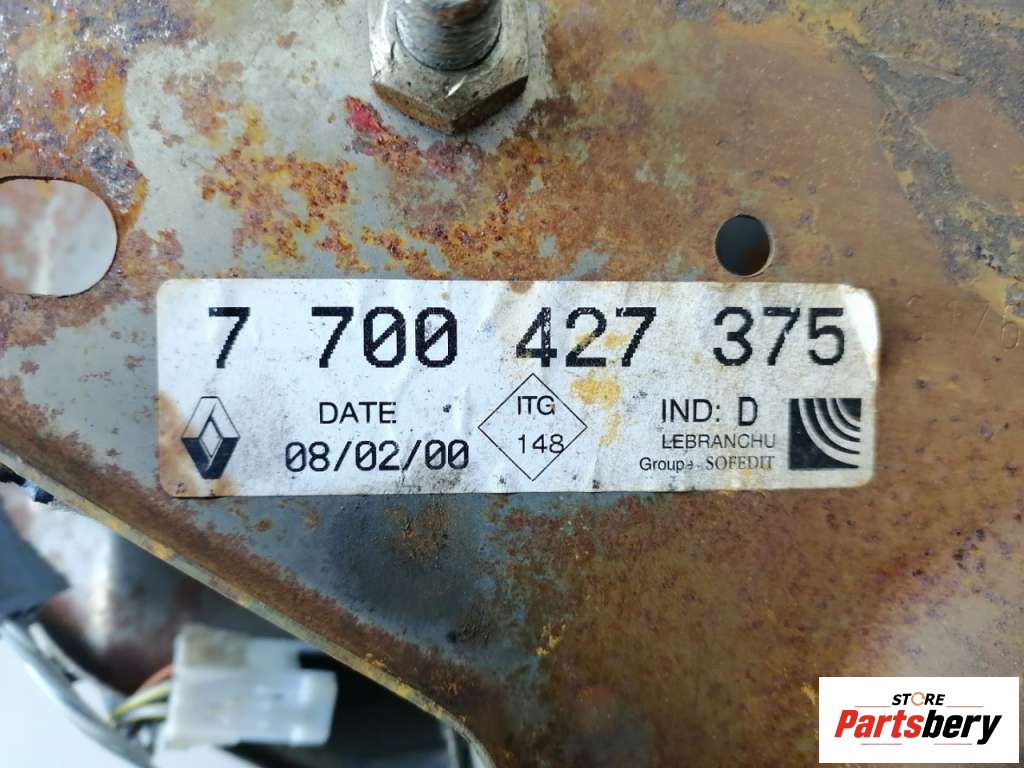 7 700 427 375
DATE
08/02/00
ITG
148
IND: D
LEBRANCHU
Groupe SOFEDIT
STORE
Partsbery